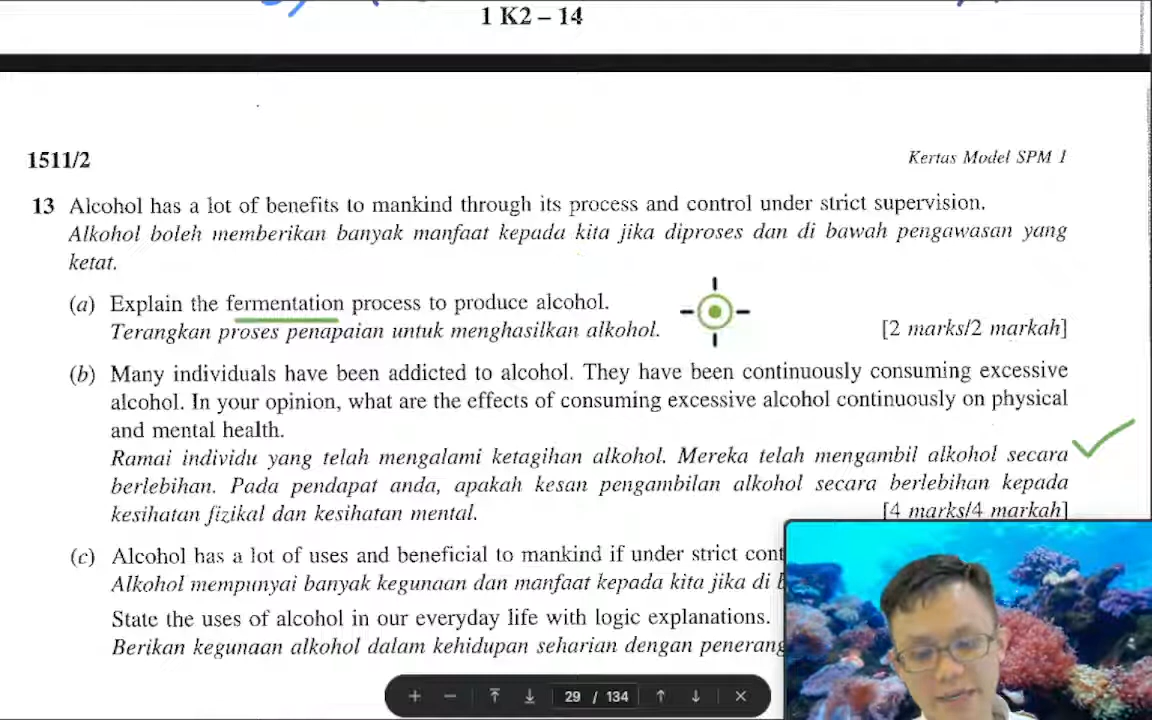 1 K2 – 14
1511/2
Kertas Model SPM 1
13 Alcohol has a lot of benefits to mankind through its process and control under strict supervision.
Alkohol boleh memberikan banyak manfaat kepada kita jika diproses dan di bawah pengawasan yang
ketat.
(a) Explain the fermentation process to produce alcohol.
Terangkan proses penapaian untuk menghasilkan alkohol. [2 marks/2 markah]
(b) Many individuals have been addicted to alcohol. They have been continuously consuming excessive
alcohol. In your opinion, what are the effects of consuming excessive alcohol continuously on physical
and mental health.
Ramai individu yang telah mengalami ketagihan alkohol. Mereka telah mengambil alkohol secara
berlebihan. Pada pendapat anda, apakah kesan pengambilan alkohol secara berlebihan kepada
kesihatan fizikal dan kesihatan mental. [4 marks/4 markah]
(c) Alcohol has a lot of uses and beneficial to mankind if under strict cont
Alkohol mempunyai banyak kegunaan dan manfaat kepada kita jika di b
State the uses of alcohol in our everyday life with logic explanations.
Berikan kegunaan alkohol dalam kehidupan seharian dengan penerang
29 / 134